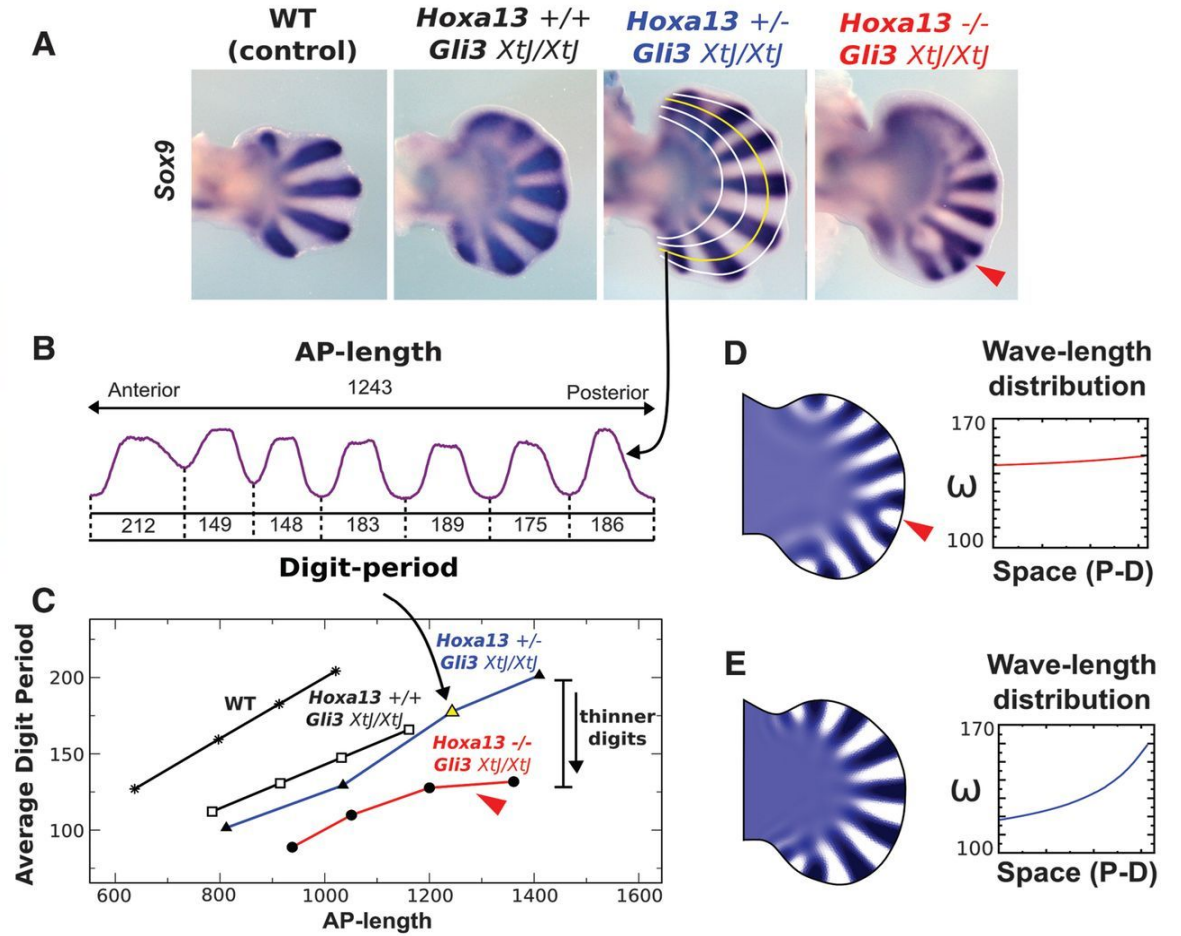 A
WT
(control)
Hoxa13 +/+
Gli3 XtJ/XtJ
Hoxa13 +/-
Gli3 XtJ/XtJ
Hoxa13 -/-
Gli3 XtJ/XtJ
Sox9
B
AP-length
Anterior
1243
Posterior
212 149 148 183 189 175 186
Digit-period
C
Average Digit Period
200
150
100
WT
Hoxa13 +/+
Gli3 XtJ/XtJ
Hoxa13 +/-
Gli3 XtJ/XtJ
Hoxa13 -/-
Gli3 XtJ/XtJ
thinner
digits
600 800 1000 1200 1400 1600
AP-length
D
Wave-length
distribution
170
ω
100
Space (P-D)
E
Wave-length
distribution
170
ω
100
Space (P-D)